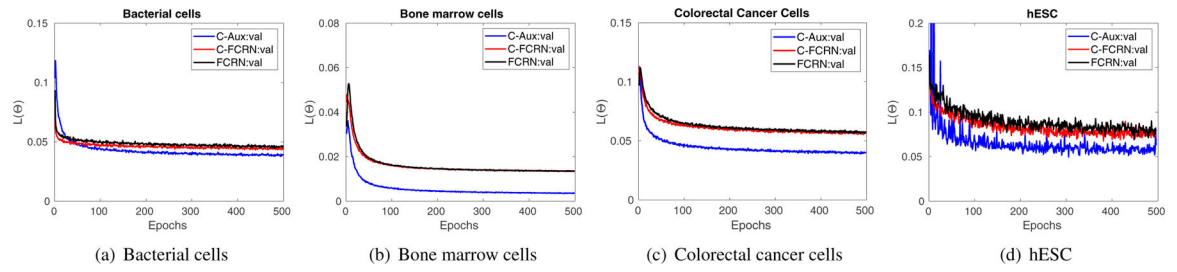 Bacterial cells
L(Θ)
0.15
0.1
0.05
0
0 100 200 300 400 500
Epochs
C-Aux:val
C-FCRN:val
FCRN:val
(a) Bacterial cells
Bone marrow cells
L(Θ)
0.08
0.06
0.04
0.02
0
0 100 200 300 400 500
Epochs
C-Aux:val
C-FCRN:val
FCRN:val
(b) Bone marrow cells
Colorectal Cancer Cells
L(Θ)
0.15
0.1
0.05
0
0 100 200 300 400 500
Epochs
C-Aux:val
C-FCRN:val
FCRN:val
(c) Colorectal cancer cells
hESC
L(Θ)
0.2
0.15
0.1
0.05
0
0 100 200 300 400 500
Epochs
C-Aux:val
C-FCRN:val
FCRN:val
(d) hESC